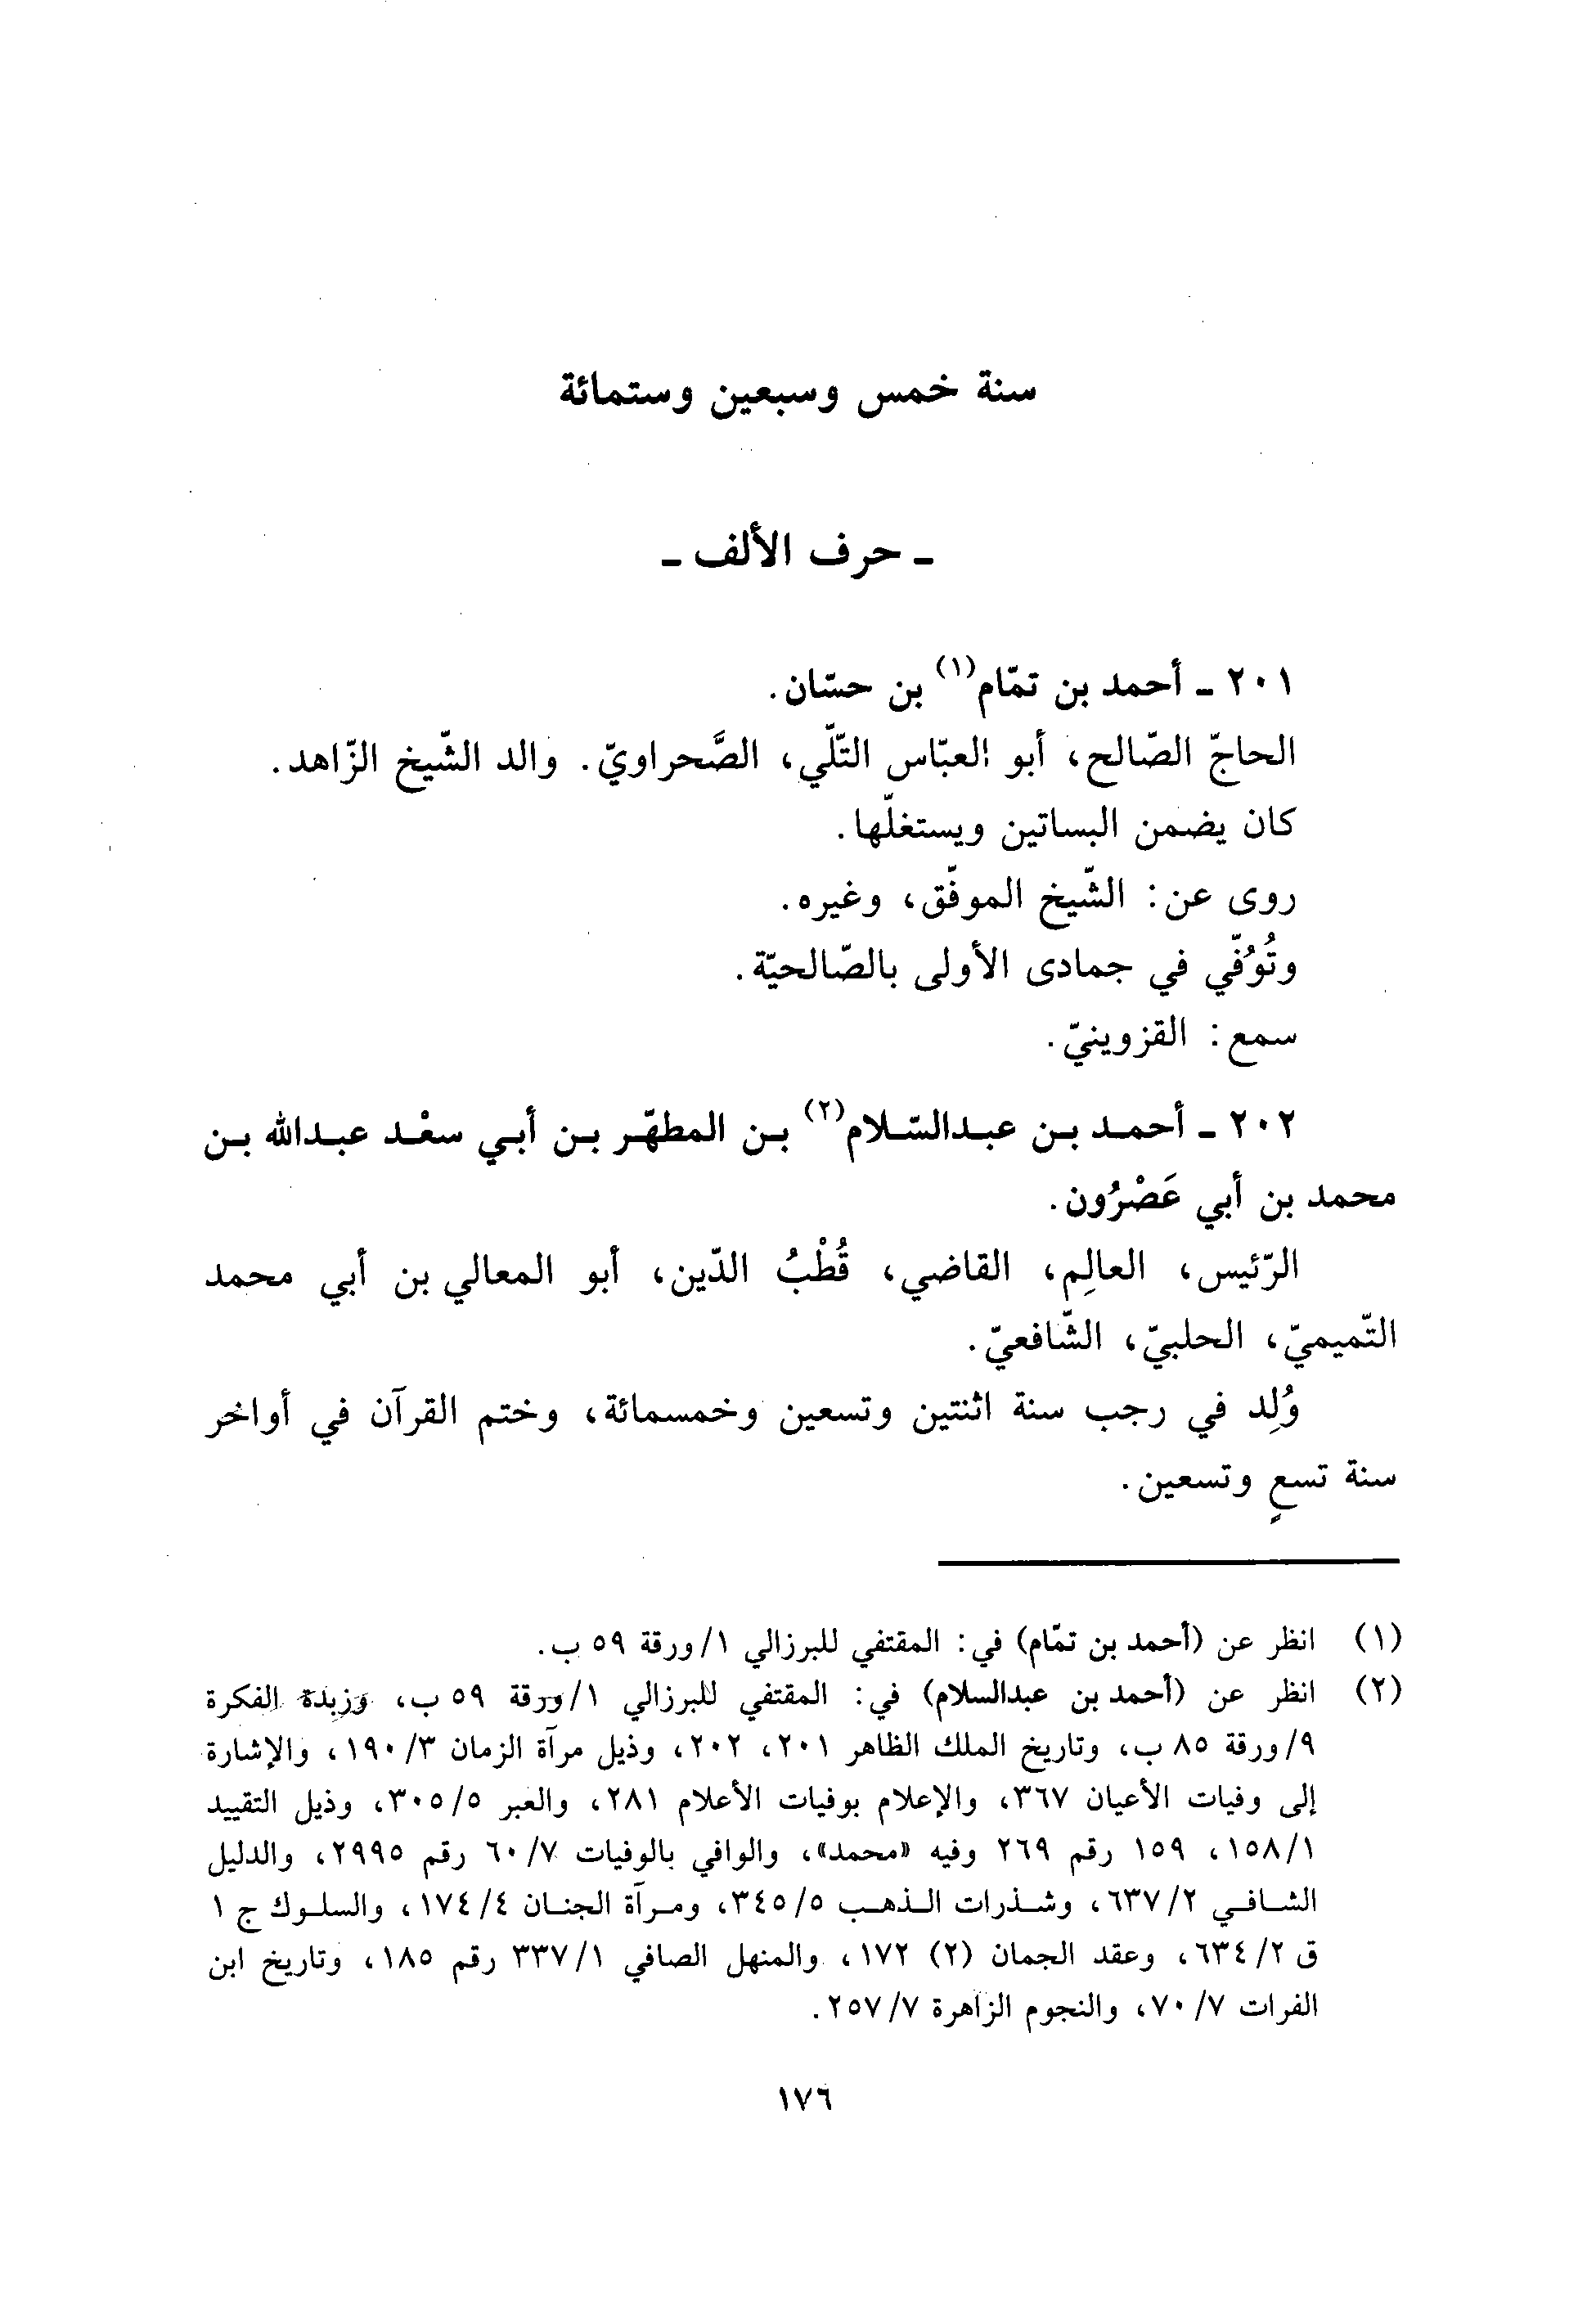 سنة خمس وسبعين وستمائة
ـ حرف الألف ـ
٢٠١ ـ أحمد بن تمّام(١) بن حسّان.
الحاجّ الصّالح، أبو العبّاس التّلّي، الصَّحراويّ. والد الشّيخ الزّاهد.
كان يضمن البساتين ويستغلّها.
روى عن: الشّيخ الموفّق، وغيره.
وتُوُفّي في جمادى الأولى بالصّالحيّة.
سمع: القزوينيّ.
٢٠٢ ـ أحمد بن عبدالسّلام(٢) بن المطهّر بن أبي سعْد عبدالله بن
محمد بن أبي عَصْرُون.
الرّئيس، العالِم، القاضي، قُطْبُ الدّين، أبو المعالي بن أبي محمد
التّميميّ، الحلبيّ، الشّافعيّ.
وُلِد في رجب سنة اثنتين وتسعين وخمسمائة، وختم القرآن في أواخر
سنة تسعٍ وتسعين.
(١) انظر عن (أحمد بن تمّام) في: المقتفي للبرزالي ١/ورقة ٥٩ ب.
(٢) انظر عن (أحمد بن عبدالسلام) في: المقتفي للبرزالي ١/ورقة ٥٩ ب، وزبدة الفكرة
٩/ورقة ٨٥ ب، وتاريخ الملك الظاهر ٢٠١، ٢٠٢، وذيل مرآة الزمان ٣/١٩٠، والإشارة
إلى وفيات الأعيان ٣٦٧، والإعلام بوفيات الأعلام ٢٨١، والعبر ٥/٣٠٥، وذيل التقييد
١/١٥٨، ١٥٩ رقم ٢٦٩ وفيه «محمد»، والوافي بالوفيات ٧/٦٠ رقم ٢٩٩٥، والدليل
الشافي ٢/٦٣٧، وشذرات الذهب ٥/٣٤٥، ومرآة الجنان ٤/١٧٤، والسلوك ج ١
ق ٢/٦٣٤، وعقد الجمان (٢) ١٧٢، والمنهل الصافي ١/٣٣٧ رقم ١٨٥، وتاريخ ابن
الفرات ٧/٧٠، والنجوم الزاهرة ٧/٢٥٧.
١٧٦